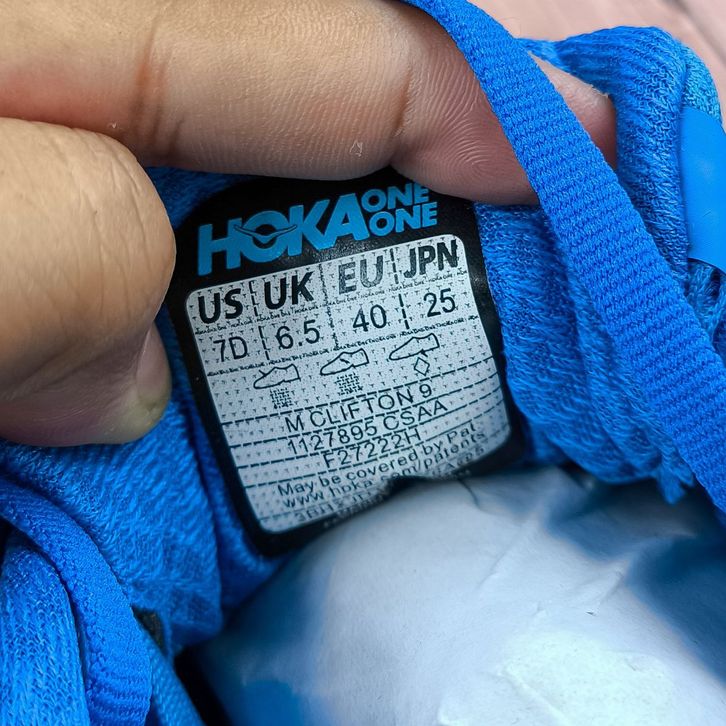 HOKA ONE ONE
US UK EU JPN
7D 6.5 40 25
M CLIFTON 9
1127895 CSAA
F27222H
May be covered by Pat.
www.hoka.com/patents